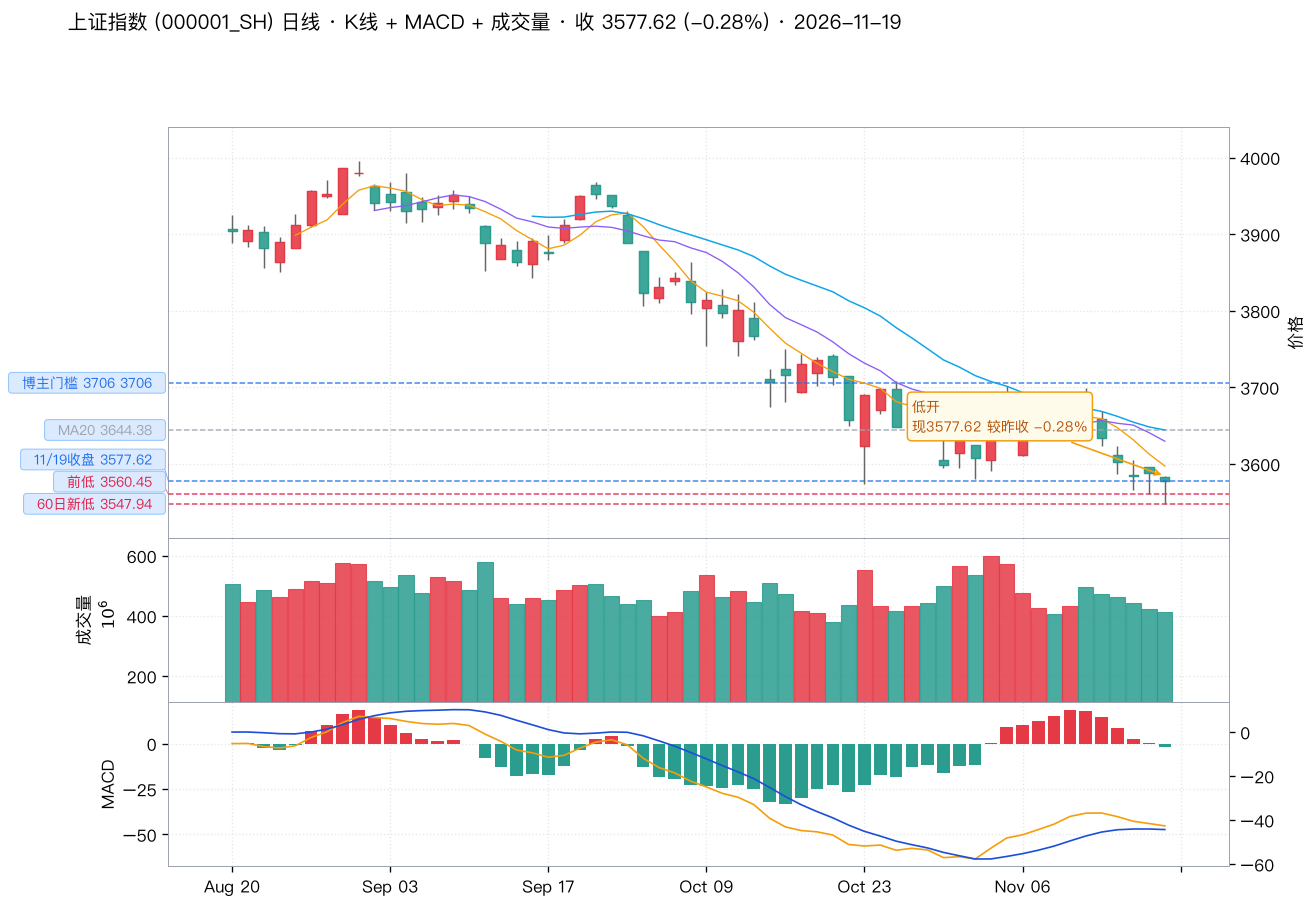 上证指数 (000001_SH) 日线 · K线 + MACD + 成交量 · 收 3577.62 (−0.28%) · 2026−11−19
4000
3900
3800
3700
3600
价格
博主门槛 3706 3706
MA20 3644.38
11/19收盘 3577.62
前低 3560.45
60日新低 3547.94
低开
现3577.62 较昨收 −0.28%
600
400
200
成交量
10⁶
0
−25
−50
MACD
0
−20
−40
−60
Aug 20
Sep 03
Sep 17
Oct 09
Oct 23
Nov 06